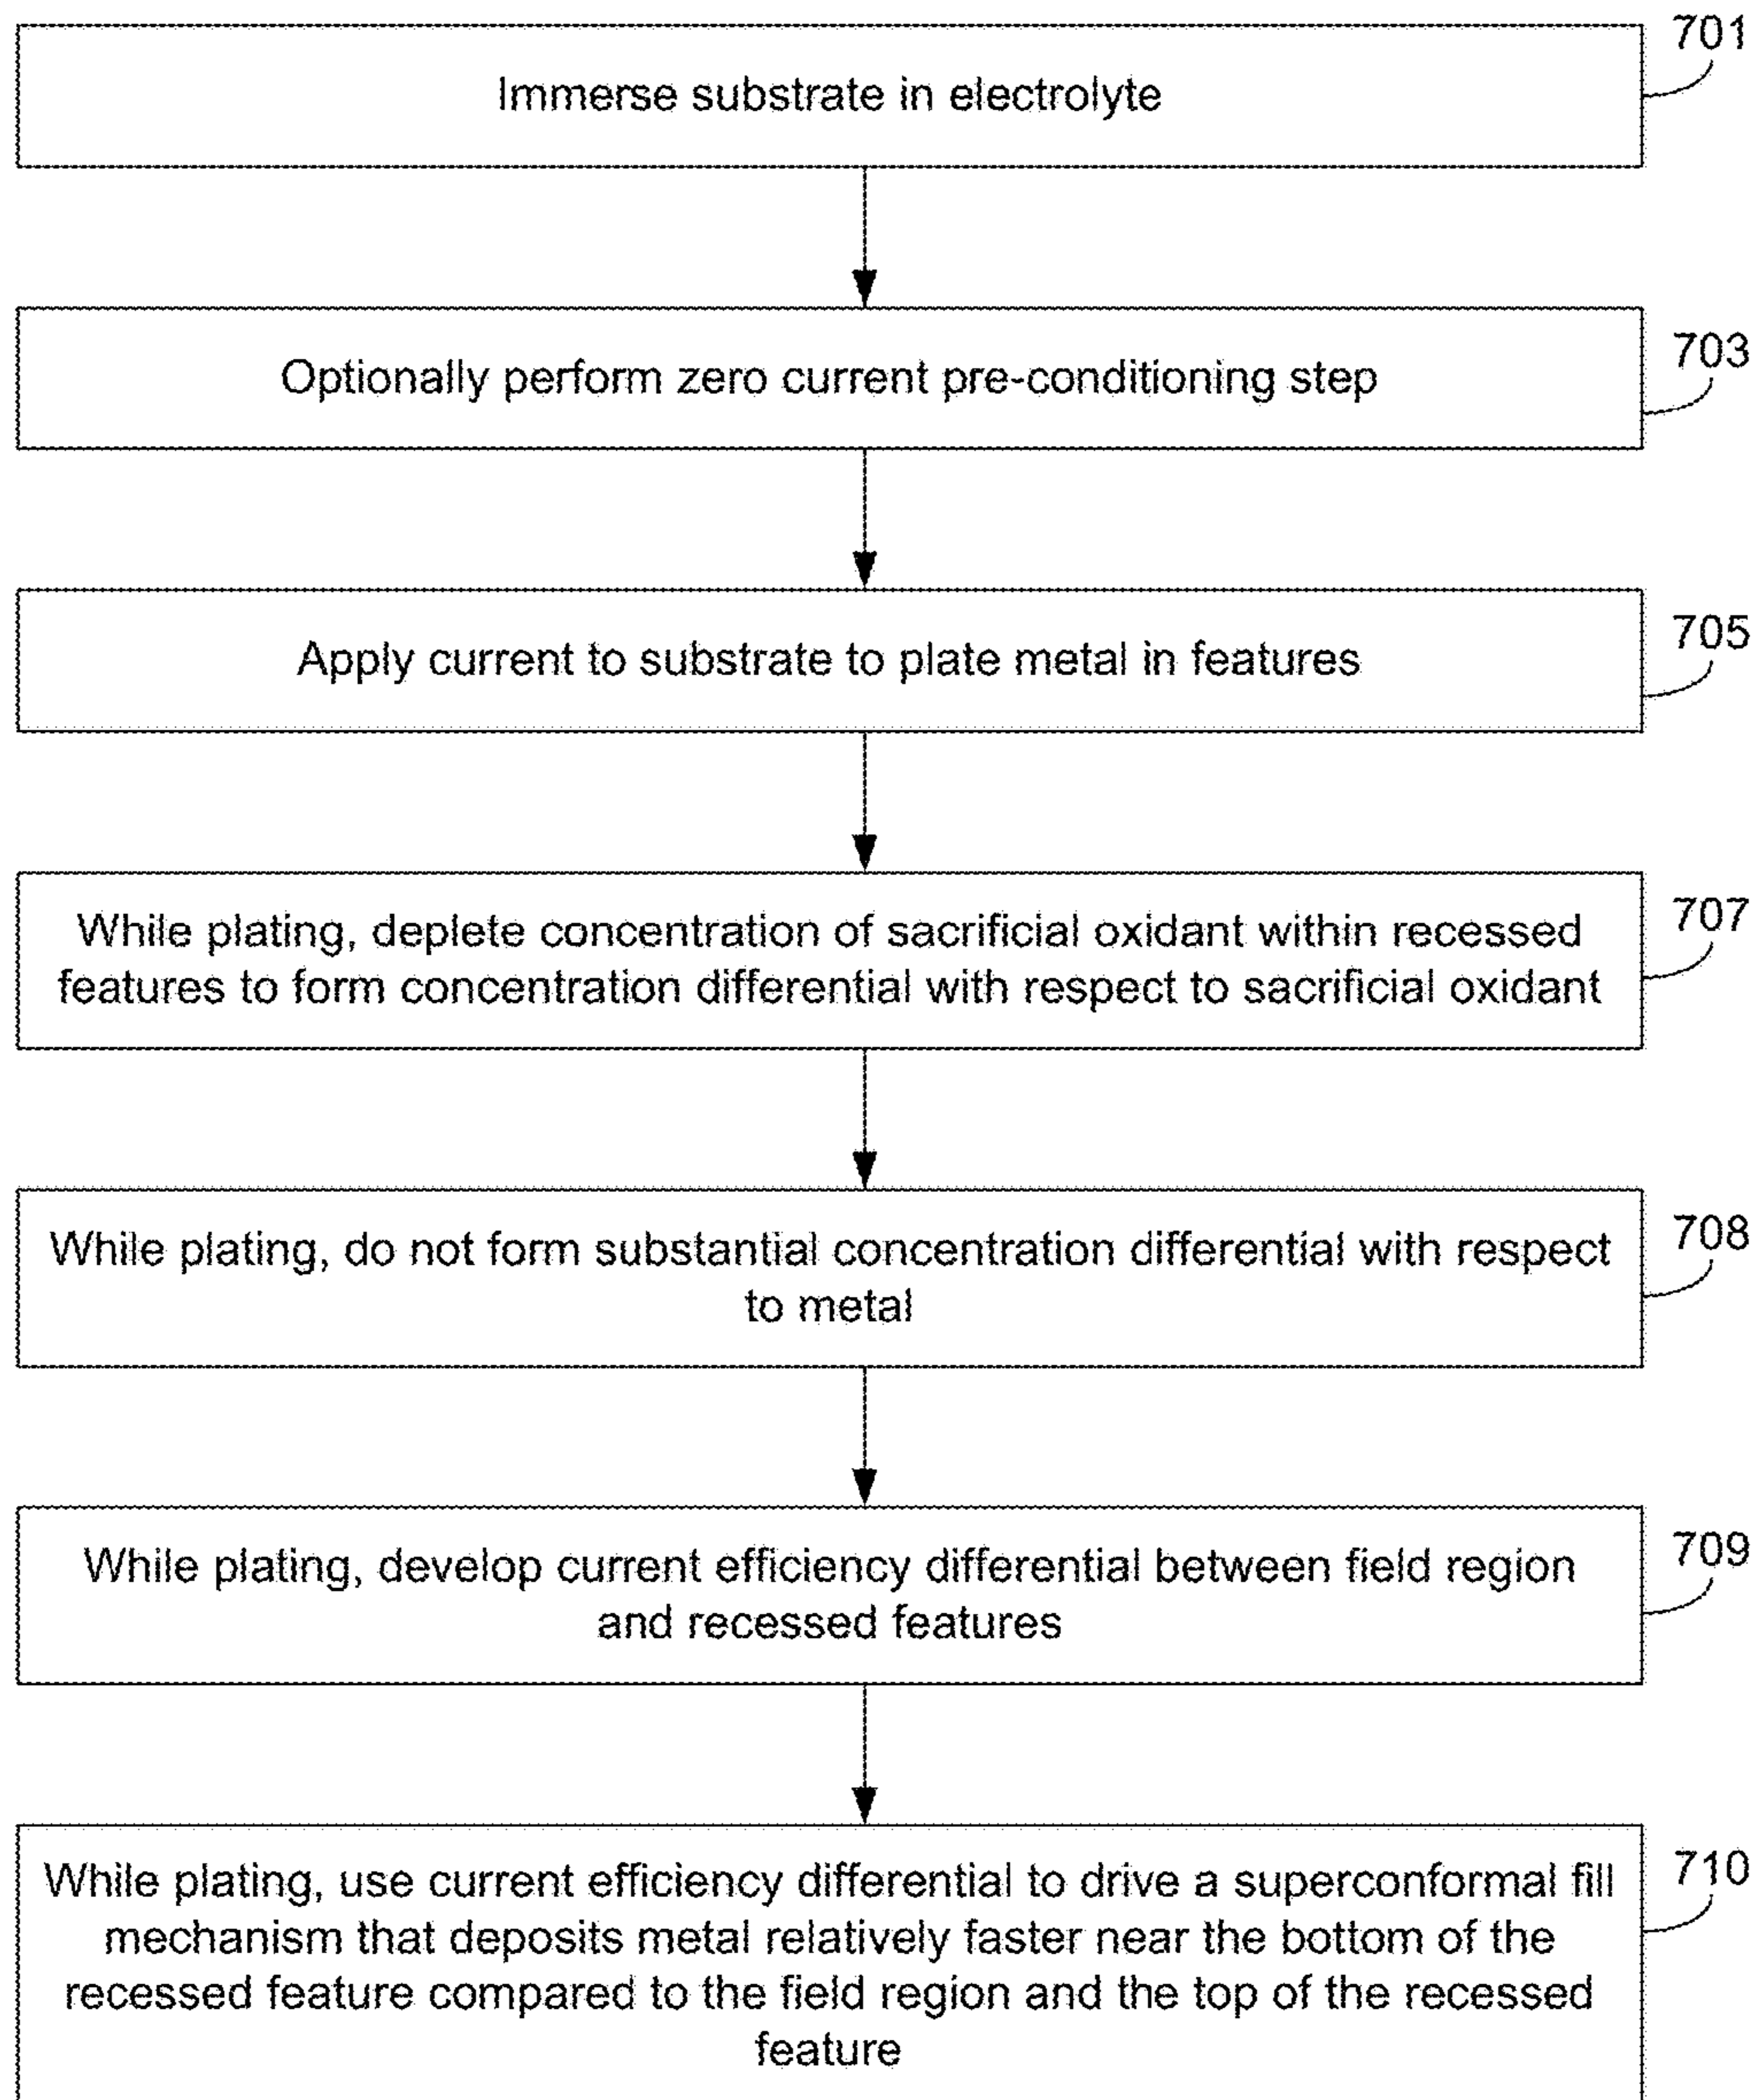 701
Immerse substrate in electrolyte
703
Optionally perform zero current pre-conditioning step
705
Apply current to substrate to plate metal in features
707
While plating, deplete concentration of sacrificial oxidant within recessed
features to form concentration differential with respect to sacrificial oxidant
708
While plating, do not form substantial concentration differential with respect
to metal
709
While plating, develop current efficiency differential between field region
and recessed features
710
While plating, use current efficiency differential to drive a superconformal fill
mechanism that deposits metal relatively faster near the bottom of the
recessed feature compared to the field region and the top of the recessed
feature